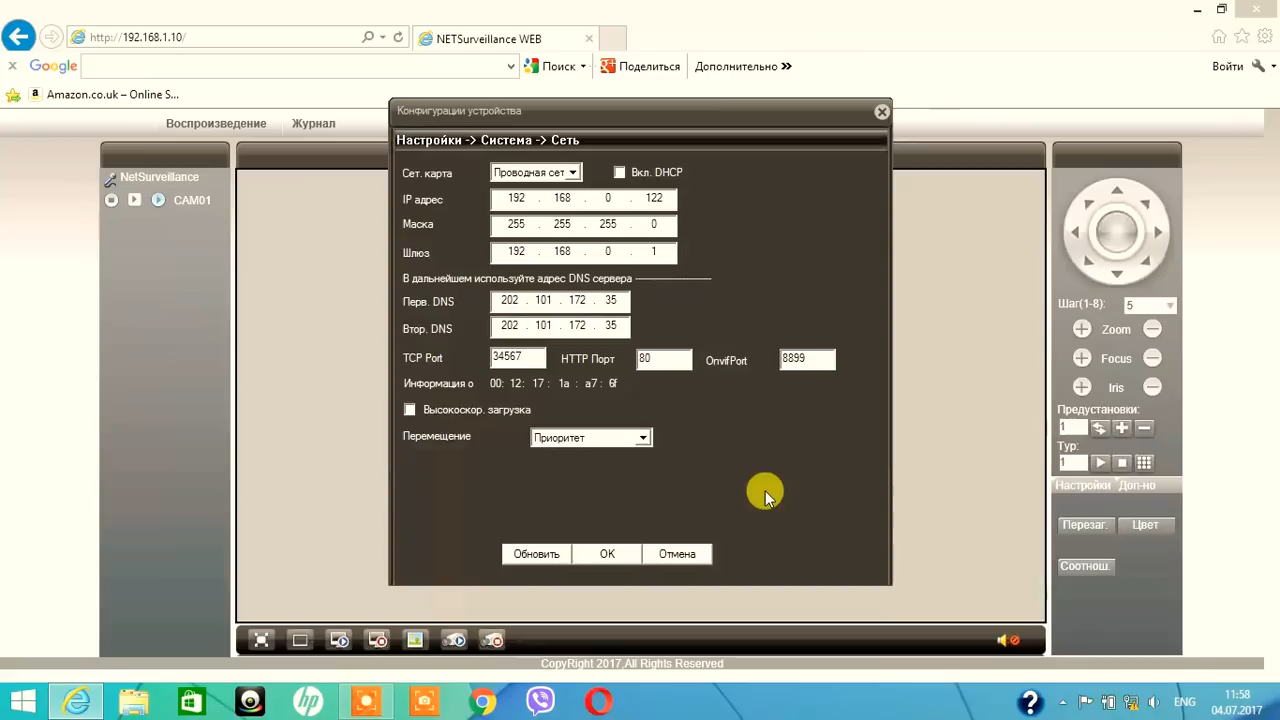 http://192.168.1.10/
NETSurveillance WEB
Google
Поиск
Поделиться
Дополнительно
Войти
Amazon.co.uk – Online S...
Воспроизведение
Журнал
NetSurveillance
CAM01
Конфигурации устройства
Настройки -> Система -> Сеть
Сет. карта
Проводная сет
Вкл. DHCP
IP адрес
192 . 168 . 0 . 122
Маска
255 . 255 . 255 . 0
Шлюз
192 . 168 . 0 . 1
В дальнейшем используйте адрес DNS сервера
Перв. DNS
202 . 101 . 172 . 35
Втор. DNS
202 . 101 . 172 . 35
TCP Port
34567
HTTP Порт
80
OnvifPort
8899
Информация о
00: 12: 17 : 1a : a7 : 6f
Высокоскор. загрузка
Перемещение
Приоритет
Обновить
OK
Отмена
Шаг(1-8):
5
Zoom
Focus
Iris
Предустановки:
1
Тур:
1
Настройки
Доп-но
Перезаг.
Цвет
Соотнош.
CopyRight 2017,All Rights Reserved
hp
ENG
11:58
04.07.2017